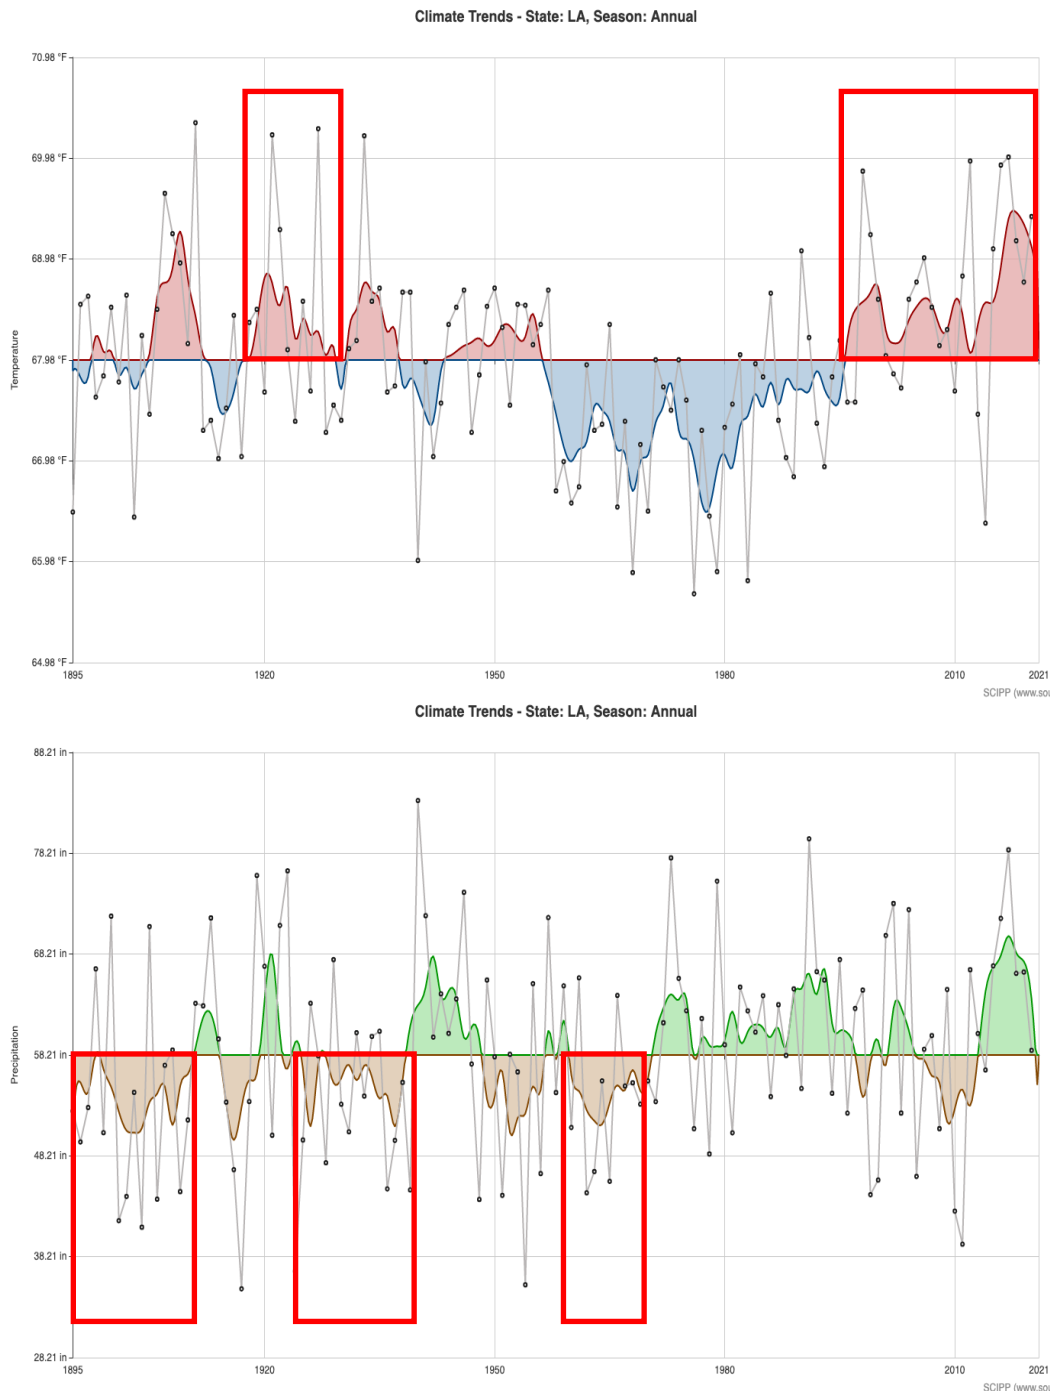 Climate Trends - State: LA, Season: Annual
70.98 °F
69.98 °F
68.98 °F
67.98 °F
66.98 °F
65.98 °F
64.98 °F
Temperature
1895 1920 1950 1980 2010 2021
SCIPP (www.sou
Climate Trends - State: LA, Season: Annual
88.21 in
78.21 in
68.21 in
58.21 in
48.21 in
38.21 in
28.21 in
Precipitation
1895 1920 1950 1980 2010 2021
SCIPP (www.sou